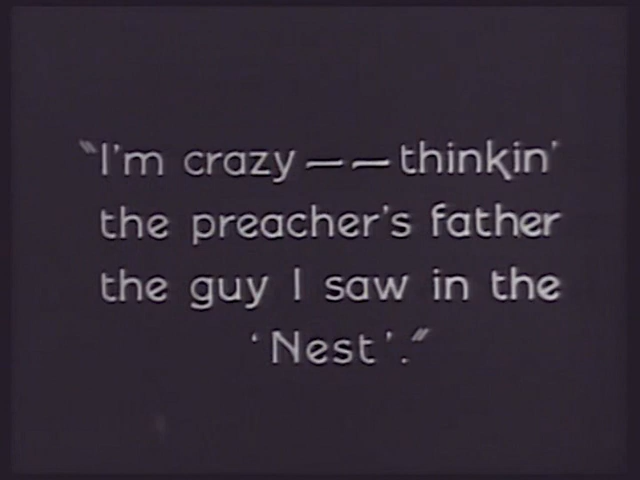 "I'm crazy — — thinkin'
the preacher's father
the guy I saw in the
'Nest'."